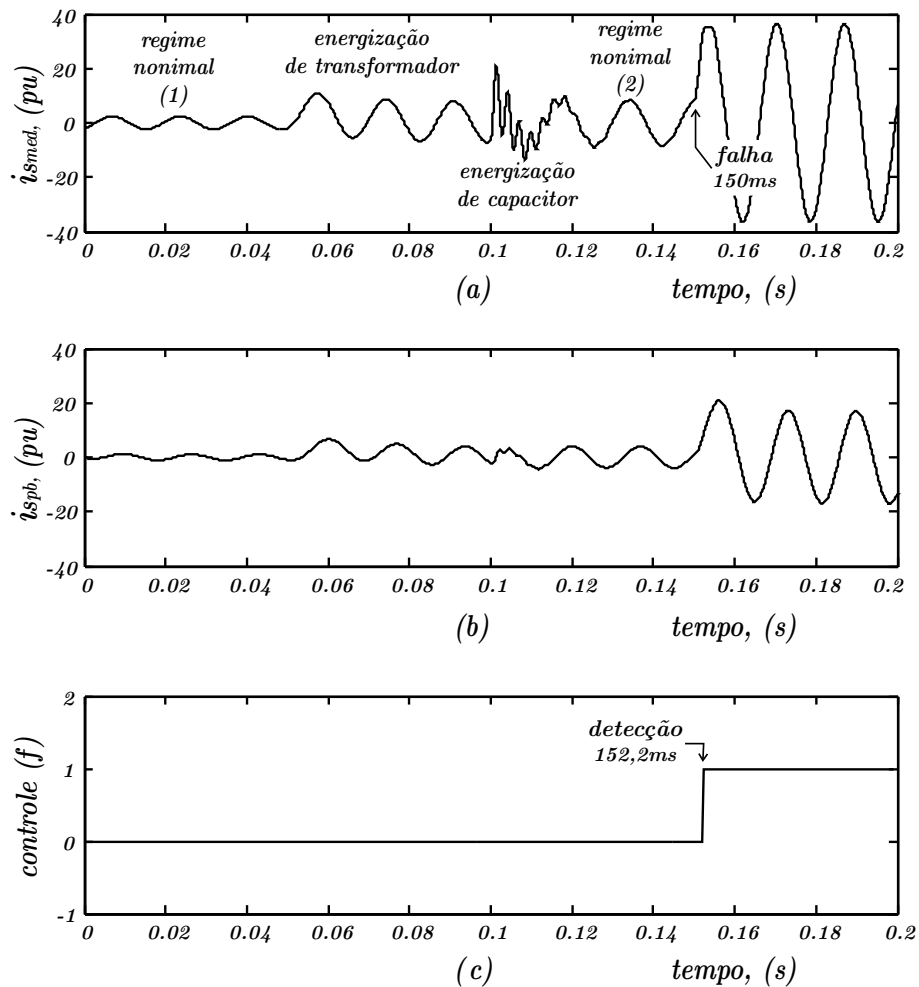 40
20
0
-20
-40
is_med, (pu)
regime
nonimal
(1)
energização
de transformador
energização
de capacitor
regime
nonimal
(2)
falha
150ms
0 0.02 0.04 0.06 0.08 0.1 0.12 0.14 0.16 0.18 0.2
(a) tempo, (s)
40
20
0
-20
-40
is_pb, (pu)
0 0.02 0.04 0.06 0.08 0.1 0.12 0.14 0.16 0.18 0.2
(b) tempo, (s)
2
1
0
-1
controle (f)
detecção
152,2ms
0 0.02 0.04 0.06 0.08 0.1 0.12 0.14 0.16 0.18 0.2
(c) tempo, (s)